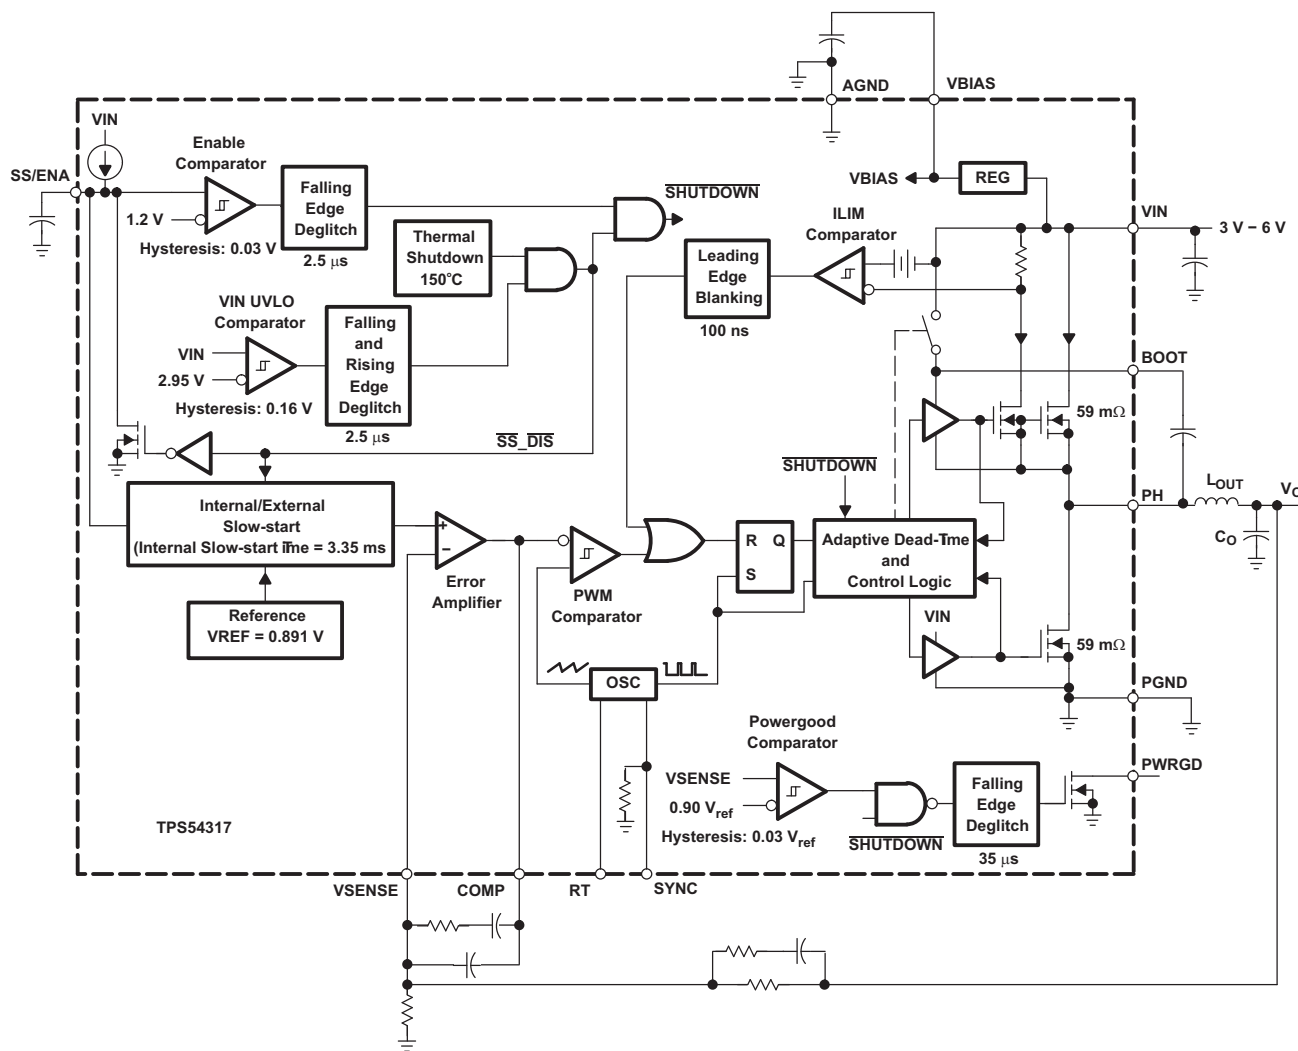 AGND
VBIAS
VIN
Enable
Comparator
SS/ENA
Falling
Edge
Deglitch
1.2 V
Hysteresis: 0.03 V
2.5 μs
SHUTDOWN
VBIAS
REG
VIN
3 V – 6 V
ILIM
Comparator
Thermal
Shutdown
150°C
Leading
Edge
Blanking
100 ns
VIN UVLO
Comparator
VIN
2.95 V
Hysteresis: 0.16 V
Falling
and
Rising
Edge
Deglitch
2.5 μs
BOOT
59 mΩ
SS_DIS
SHUTDOWN
Internal/External
Slow-start
(Internal Slow-start Time = 3.35 ms
Reference
VREF = 0.891 V
Error
Amplifier
PWM
Comparator
R Q
S
Adaptive Dead-Tme
and
Control Logic
PH
LOUT
VO
CO
VIN
59 mΩ
OSC
PGND
Powergood
Comparator
VSENSE
0.90 Vref
Hysteresis: 0.03 Vref
SHUTDOWN
Falling
Edge
Deglitch
35 μs
PWRGD
TPS54317
VSENSE
COMP
RT
SYNC